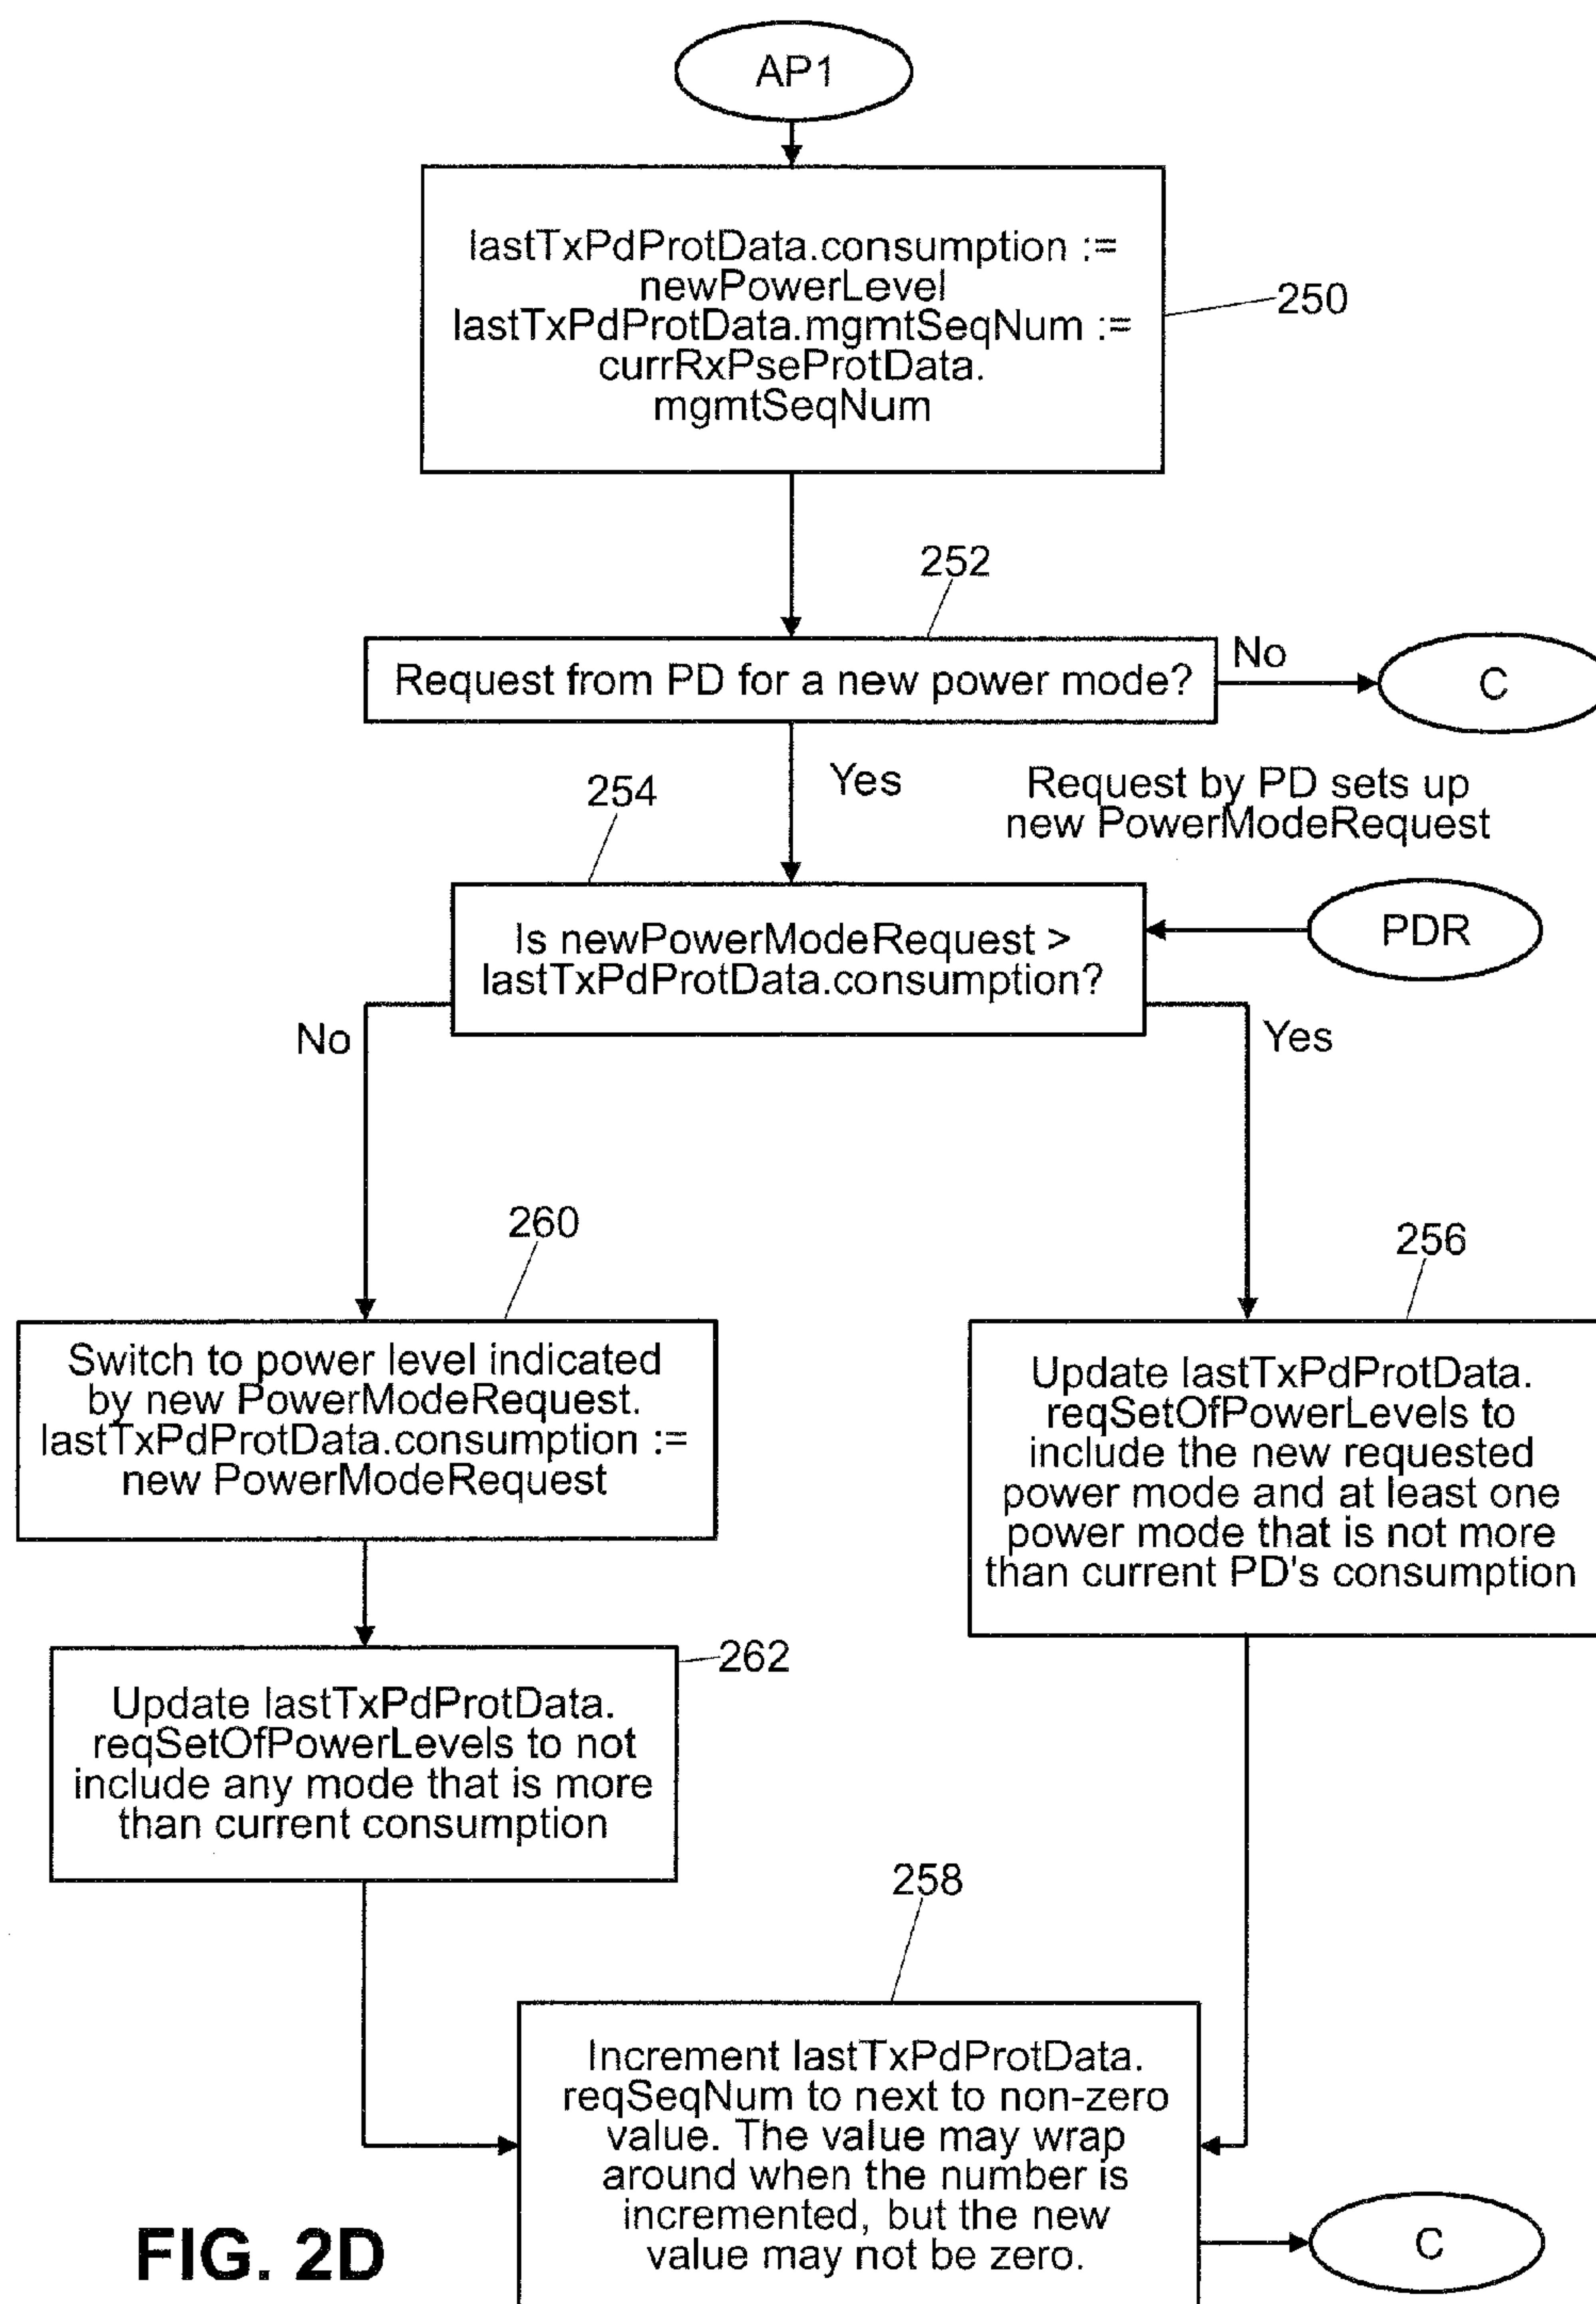 AP1
lastTxPdProtData.consumption :=
newPowerLevel
lastTxPdProtData.mgmtSeqNum :=
currRxPseProtData.
mgmtSeqNum
250
252
Request from PD for a new power mode?
No
C
Yes
Request by PD sets up
new PowerModeRequest
254
Is newPowerModeRequest >
lastTxPdProtData.consumption?
PDR
No
Yes
260
Switch to power level indicated
by new PowerModeRequest.
lastTxPdProtData.consumption :=
new PowerModeRequest
256
Update lastTxPdProtData.
reqSetOfPowerLevels to
include the new requested
power mode and at least one
power mode that is not more
than current PD's consumption
262
Update lastTxPdProtData.
reqSetOfPowerLevels to not
include any mode that is more
than current consumption
258
Increment lastTxPdProtData.
reqSeqNum to next to non-zero
value. The value may wrap
around when the number is
incremented, but the new
value may not be zero.
C
FIG. 2D